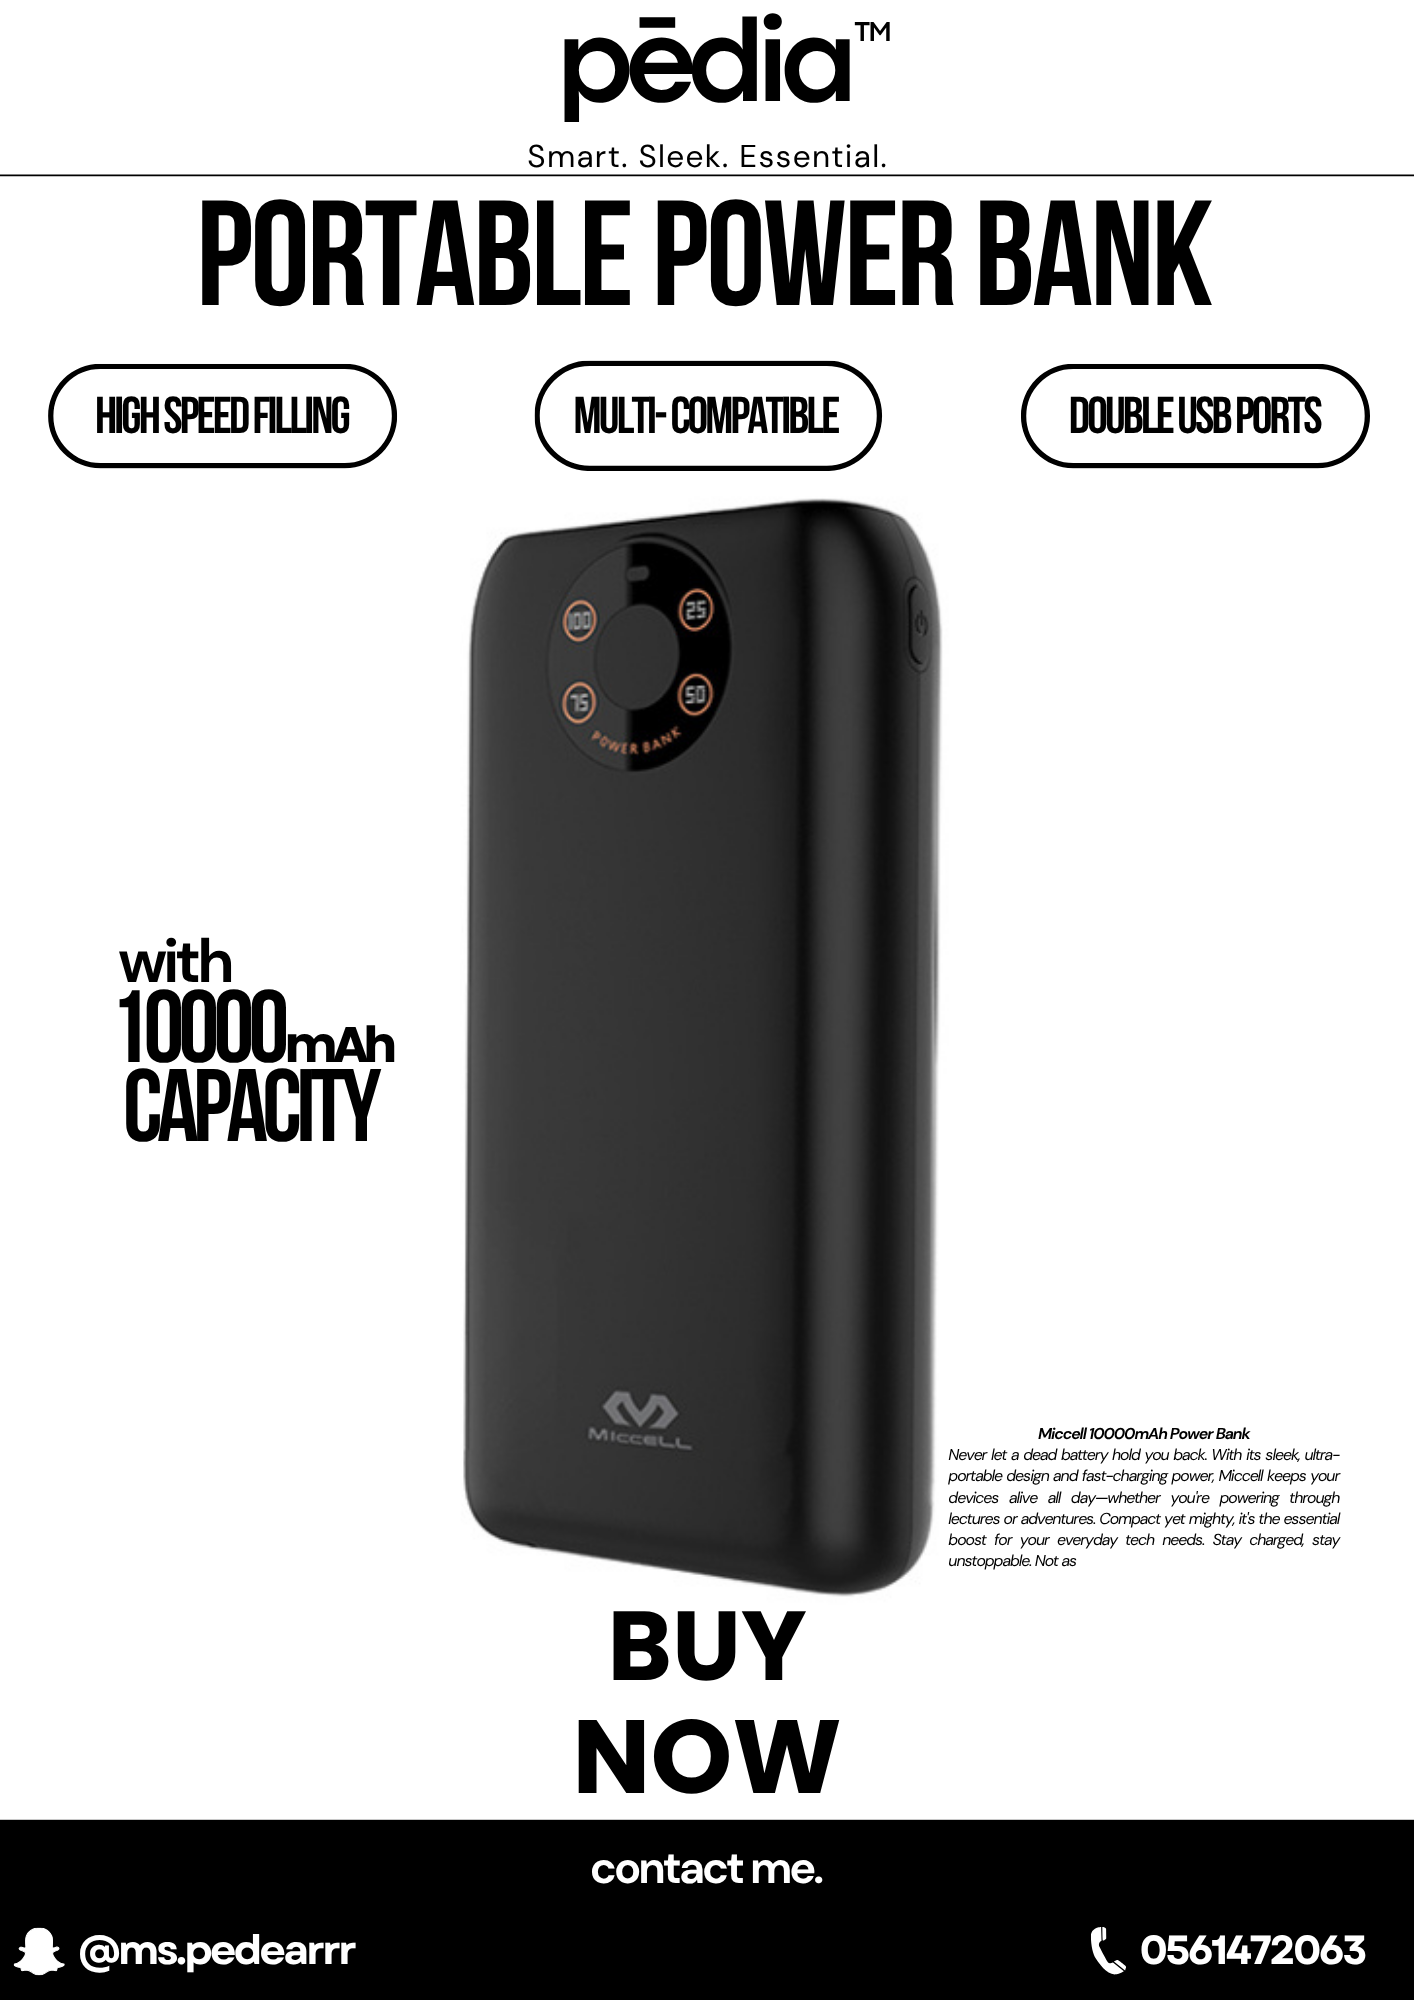 pēdia™
Smart. Sleek. Essential.
PORTABLE POWER BANK
HIGH SPEED FILLING
MULTI- COMPATIBLE
DOUBLE USB PORTS
100
25
75
50
POWER BANK
with
10000mAh
CAPACITY
MICCELL
Miccell 10000mAh Power Bank
Never let a dead battery hold you back. With its sleek, ultra-
portable design and fast-charging power, Miccell keeps your
devices alive all day—whether you're powering through
lectures or adventures. Compact yet mighty, it's the essential
boost for your everyday tech needs. Stay charged, stay
unstoppable. Not as
BUY
NOW
contact me.
@ms.pedearrr
0561472063